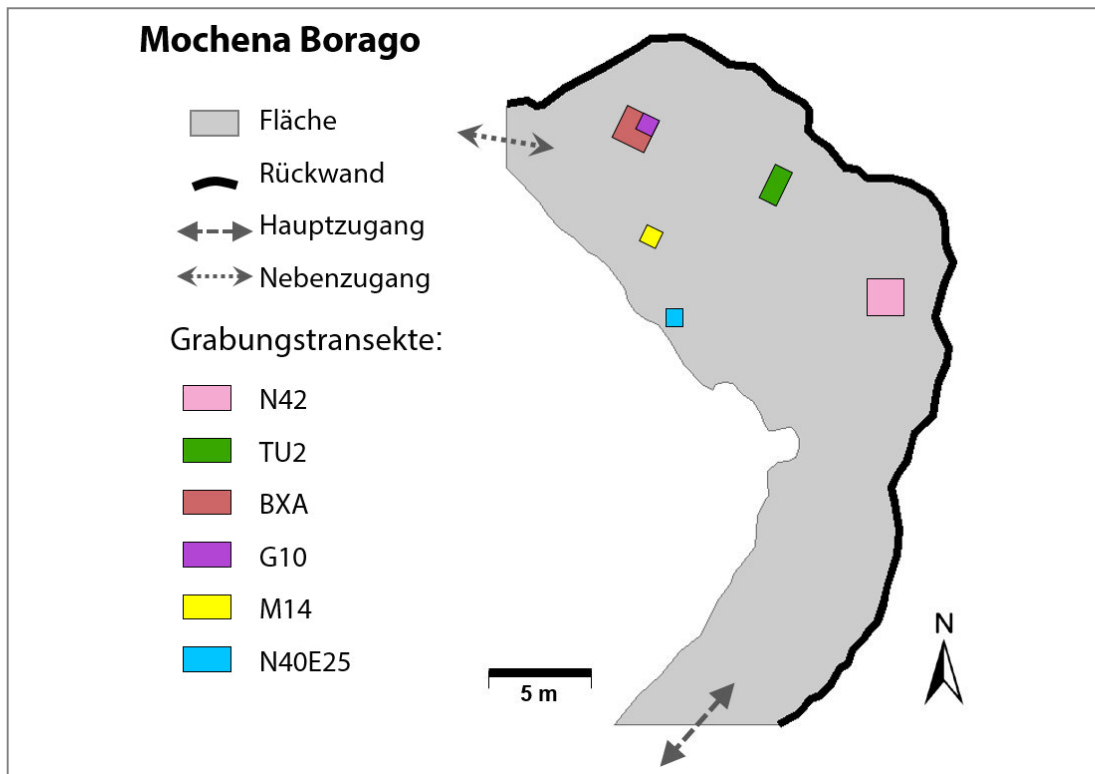 Mochena Borago
Fläche
Rückwand
Hauptzugang
Nebenzugang
Grabungstransekte:
N42
TU2
BXA
G10
M14
N40E25
5 m
N